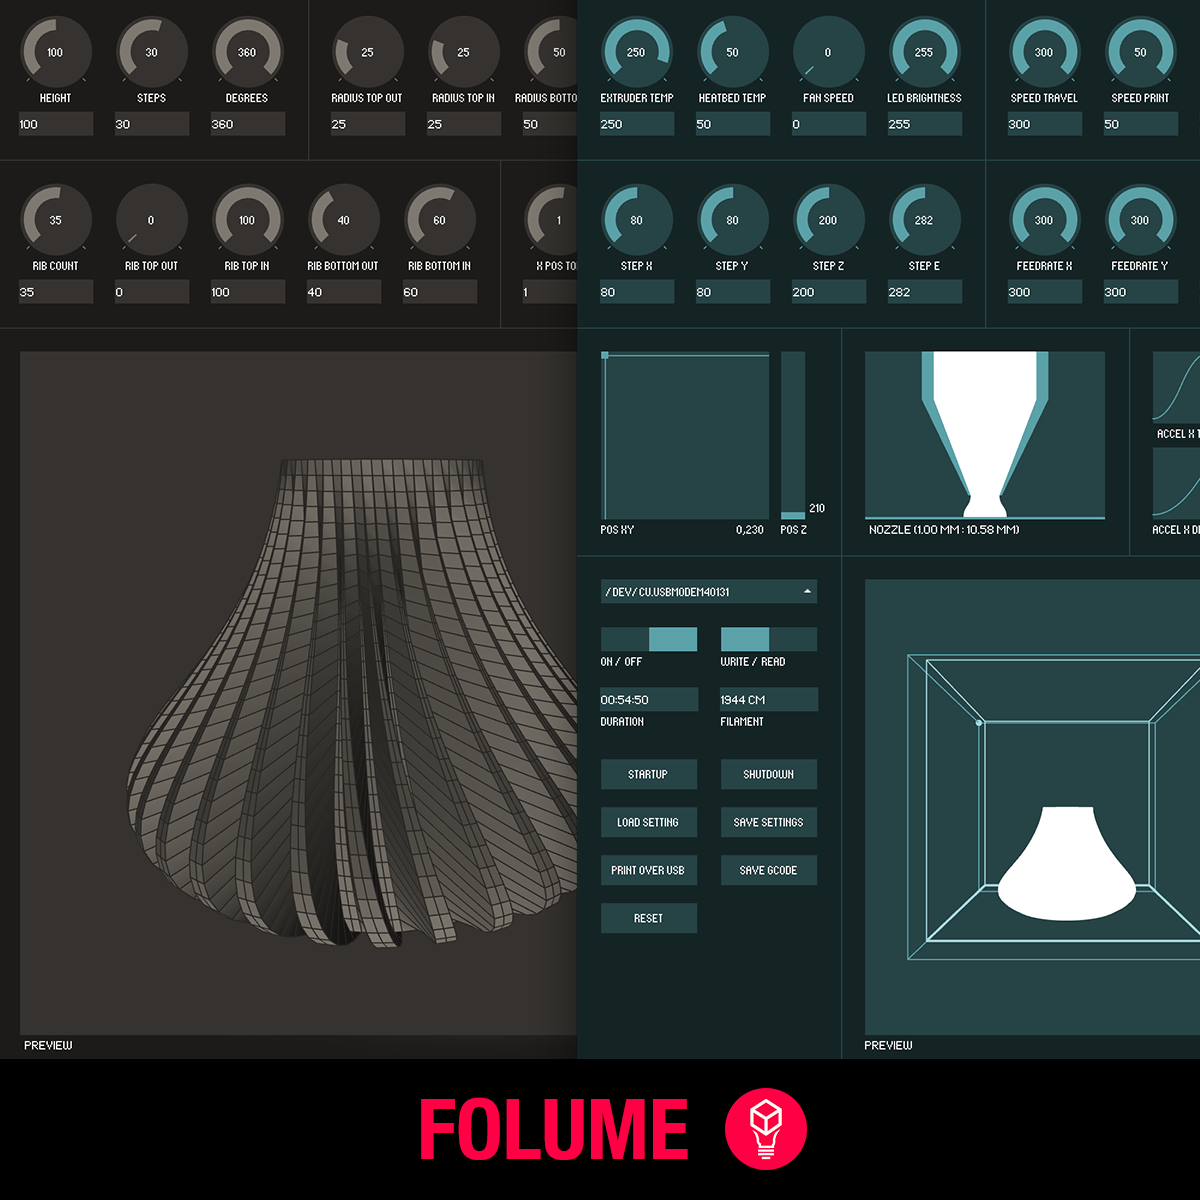 100 30 360 25 25 50
HEIGHT STEPS DEGREES RADIUS TOP OUT RADIUS TOP IN RADIUS BOTTO
100 30 360 25 25 50
35 0 100 40 60 1
RIB COUNT RIB TOP OUT RIB TOP IN RIB BOTTOM OUT RIB BOTTOM IN X POS TO
35 0 100 40 60 1
PREVIEW
250 50 0 255 300 50
EXTRUDER TEMP HEATBED TEMP FAN SPEED LED BRIGHTNESS SPEED TRAVEL SPEED PRINT
250 50 0 255 300 50
80 80 200 282 300 300
STEP X STEP Y STEP Z STEP E FEEDRATE X FEEDRATE Y
80 80 200 282 300 300
210
POS XY 0,230 POS Z
NOZZLE (1.00 MM : 10.58 MM)
ACCEL X
ACCEL X D
/DEV/CU.USBMODEM40131
ON / OFF WRITE / READ
00:54:50 1944 CM
DURATION FILAMENT
STARTUP SHUTDOWN
LOAD SETTING SAVE SETTINGS
PRINT OVER USB SAVE GCODE
RESET
PREVIEW
FOLUME